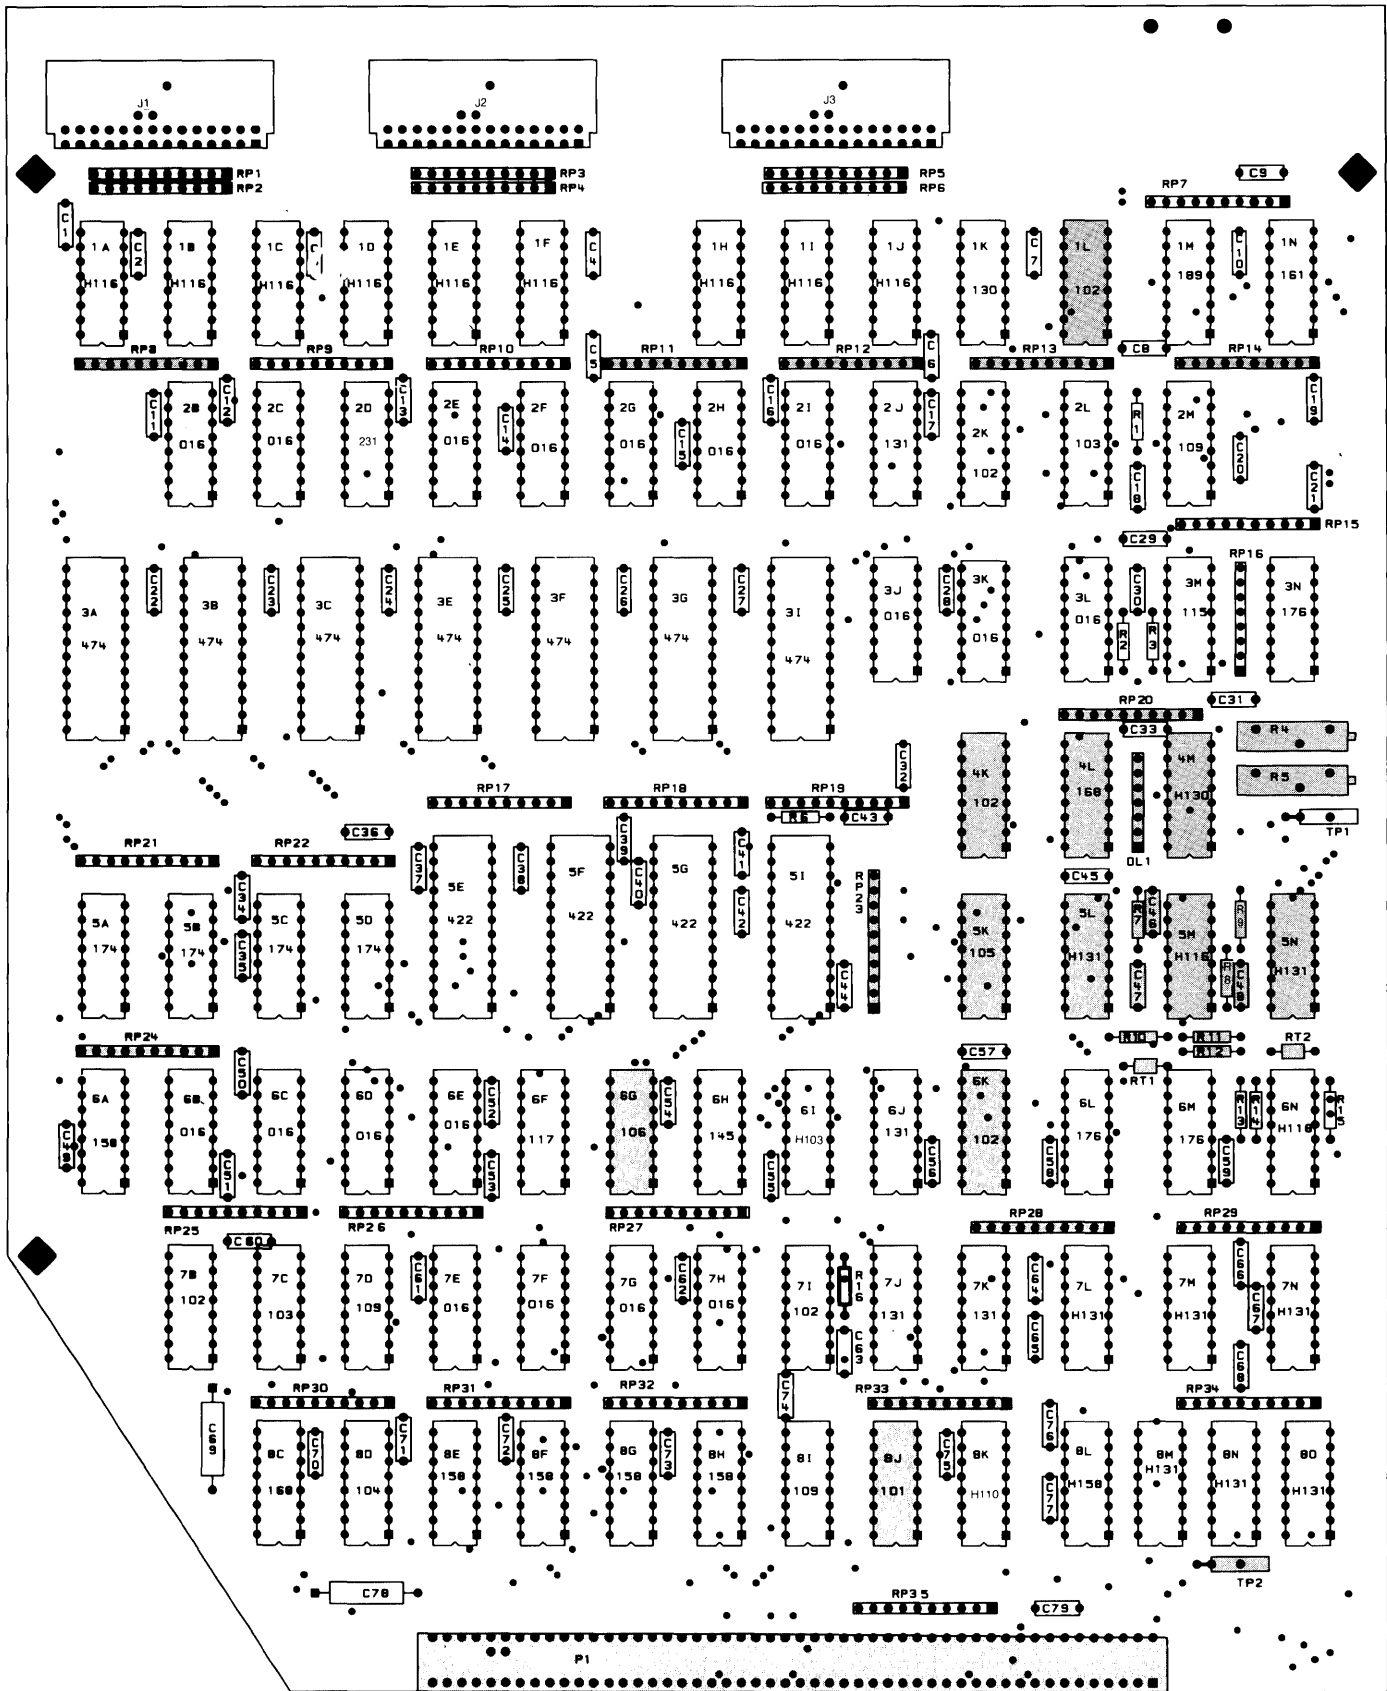 J1 J2 J3
RP1 RP3 RP5 C9
RP2 RP4 RP6 RP7
C1 C2 C4 C7 C10
1A 1B 1C 1D 1E 1F 1H 1I 1J 1K 1L 1M 1N
H116 H116 H116 H116 H116 H116 H116 H116 H116 130 102 189 161
RP8 RP9 RP10 C5 RP11 RP12 C6 RP13 C8 RP14
C11 C12 C13 C14 C15 C16 C17 R1 C18 C19 C20 C21
2B 2C 2D 2E 2F 2G 2H 2I 2J 2K 2L 2M
016 016 231 016 016 016 016 016 131 102 103 109
RP15
C29
RP16
C22 C23 C24 C25 C26 C27 C28 C30
3A 3B 3C 3E 3F 3G 3I 3J 3K 3L 3M 3N
474 474 474 474 474 474 474 016 016 016 115 176
R2 R3
RP20 C31
C33 R4
C32
4K 4L 4M R5
102 168 H130
RP17 RP18 RP19
R6 C43 TP1
C36
RP21 RP22 DL1
C37 C38 C39 C40 C41 C42 RP23 C45
C34 C35 C44 R7 C46 C47 R8 R9 C48
5A 5B 5C 5D 5E 5F 5G 5I 5K 5L 5M 5N
174 174 174 174 422 422 422 422 105 H131 H116 H131
RP24 R10 R11 RT2
C57 R12
RT1
C49 C50 C51 C52 C53 C54 C55 C56 C58 C59 R13 R14 R15
6A 6B 6C 6D 6E 6F 6G 6H 6I 6J 6K 6L 6M 6N
158 016 016 016 016 117 106 145 H103 131 102 176 176 H116
RP25 RP26 RP27 RP28 RP29
C60
C61 C62 R16 C63 C64 C65 C66 C67 C68
7B 7C 7D 7E 7F 7G 7H 7I 7J 7K 7L 7M 7N
102 103 109 016 016 016 016 102 131 131 H131 H131 H131
RP30 RP31 RP32 C74 RP33 RP34
C69 C70 C71 C72 C73 C75 C76 C77
8C 8D 8E 8F 8G 8H 8I 8J 8K 8L 8M 8N 8O
168 104 158 158 158 158 109 101 H110 H158 H131 H131 H131
TP2
C78 RP35 C79
P1